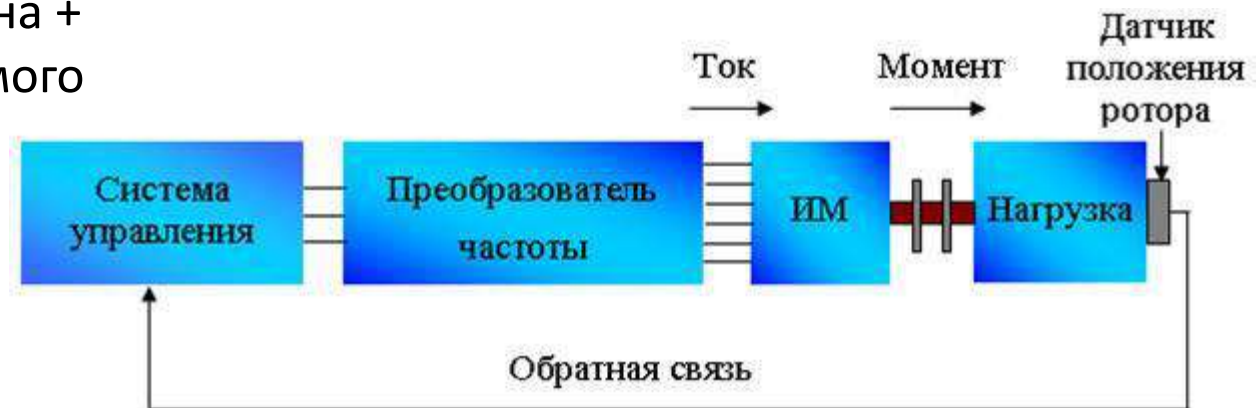 на +
мого
Ток
Момент
Датчик
положения
ротора
Система
управления
Преобразователь
частоты
ИМ
Нагрузка
Обратная связь